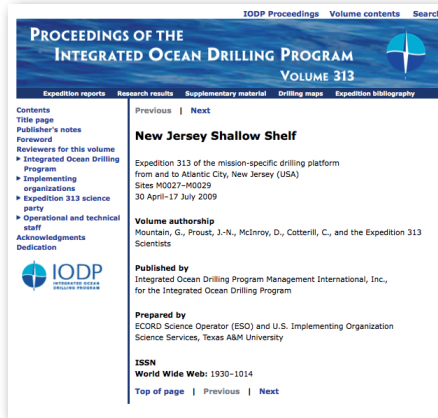 IODP Proceedings Volume contents Search
PROCEEDINGS OF THE
INTEGRATED OCEAN DRILLING PROGRAM
VOLUME 313
Expedition reports Research results Supplementary material Drilling maps Expedition bibliography
Contents
Title page
Publisher's notes
Foreword
Reviewers for this volume
Integrated Ocean Drilling
Program
Implementing
organizations
Expedition 313 science
party
Operational and technical
staff
Acknowledgments
Dedication
IODP
INTEGRATED OCEAN
DRILLING PROGRAM
Previous | Next
New Jersey Shallow Shelf
Expedition 313 of the mission-specific drilling platform
from and to Atlantic City, New Jersey (USA)
Sites M0027–M0029
30 April–17 July 2009
Volume authorship
Mountain, G., Proust, J.-N., McInroy, D., Cotterill, C., and the Expedition 313
Scientists
Published by
Integrated Ocean Drilling Program Management International, Inc.,
for the Integrated Ocean Drilling Program
Prepared by
ECORD Science Operator (ESO) and U.S. Implementing Organization
Science Services, Texas A&M University
ISSN
World Wide Web: 1930–1014
Top of page | Previous | Next